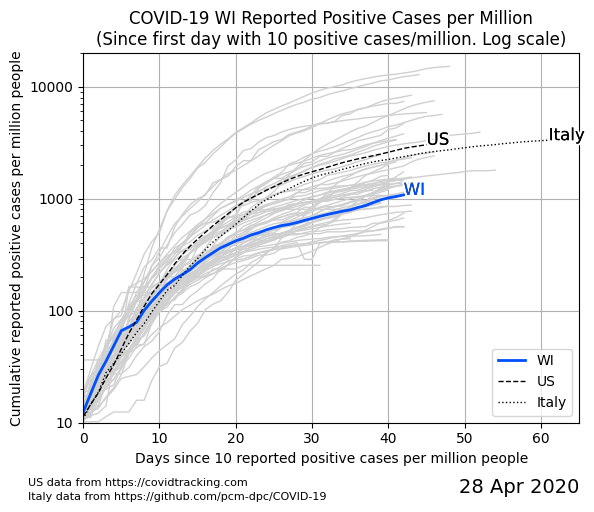 COVID-19 WI Reported Positive Cases per Million
(Since first day with 10 positive cases/million. Log scale)
Cumulative reported positive cases per million people
10000
1000
100
10
US
Italy
WI
WI
US
Italy
0 10 20 30 40 50 60
Days since 10 reported positive cases per million people
US data from https://covidtracking.com
Italy data from https://github.com/pcm-dpc/COVID-19
28 Apr 2020